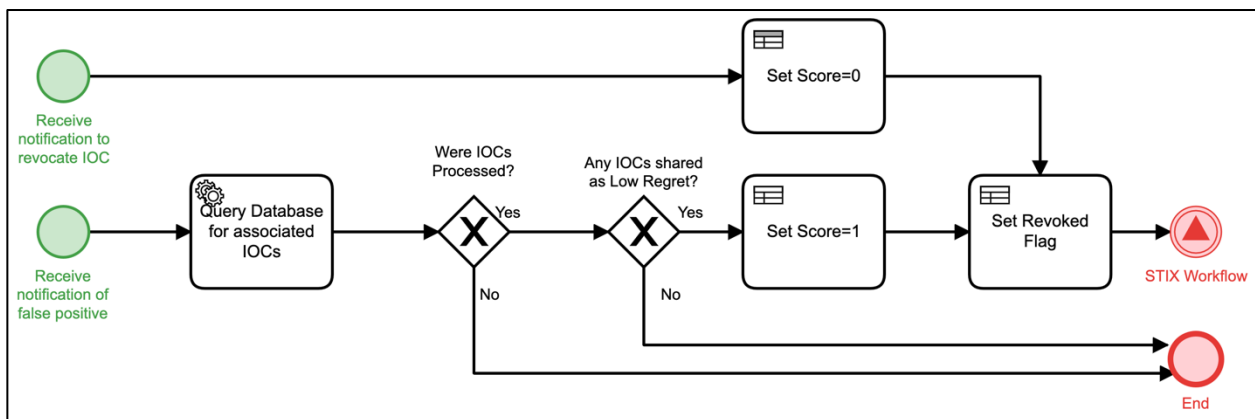 Receive
notification to
revocate IOC
Set Score=0
Receive
notification of
false positive
Query Database
for associated
IOCs
Were IOCs
Processed?
Yes
No
Any IOCs shared
as Low Regret?
Yes
No
Set Score=1
Set Revoked
Flag
STIX Workflow
End